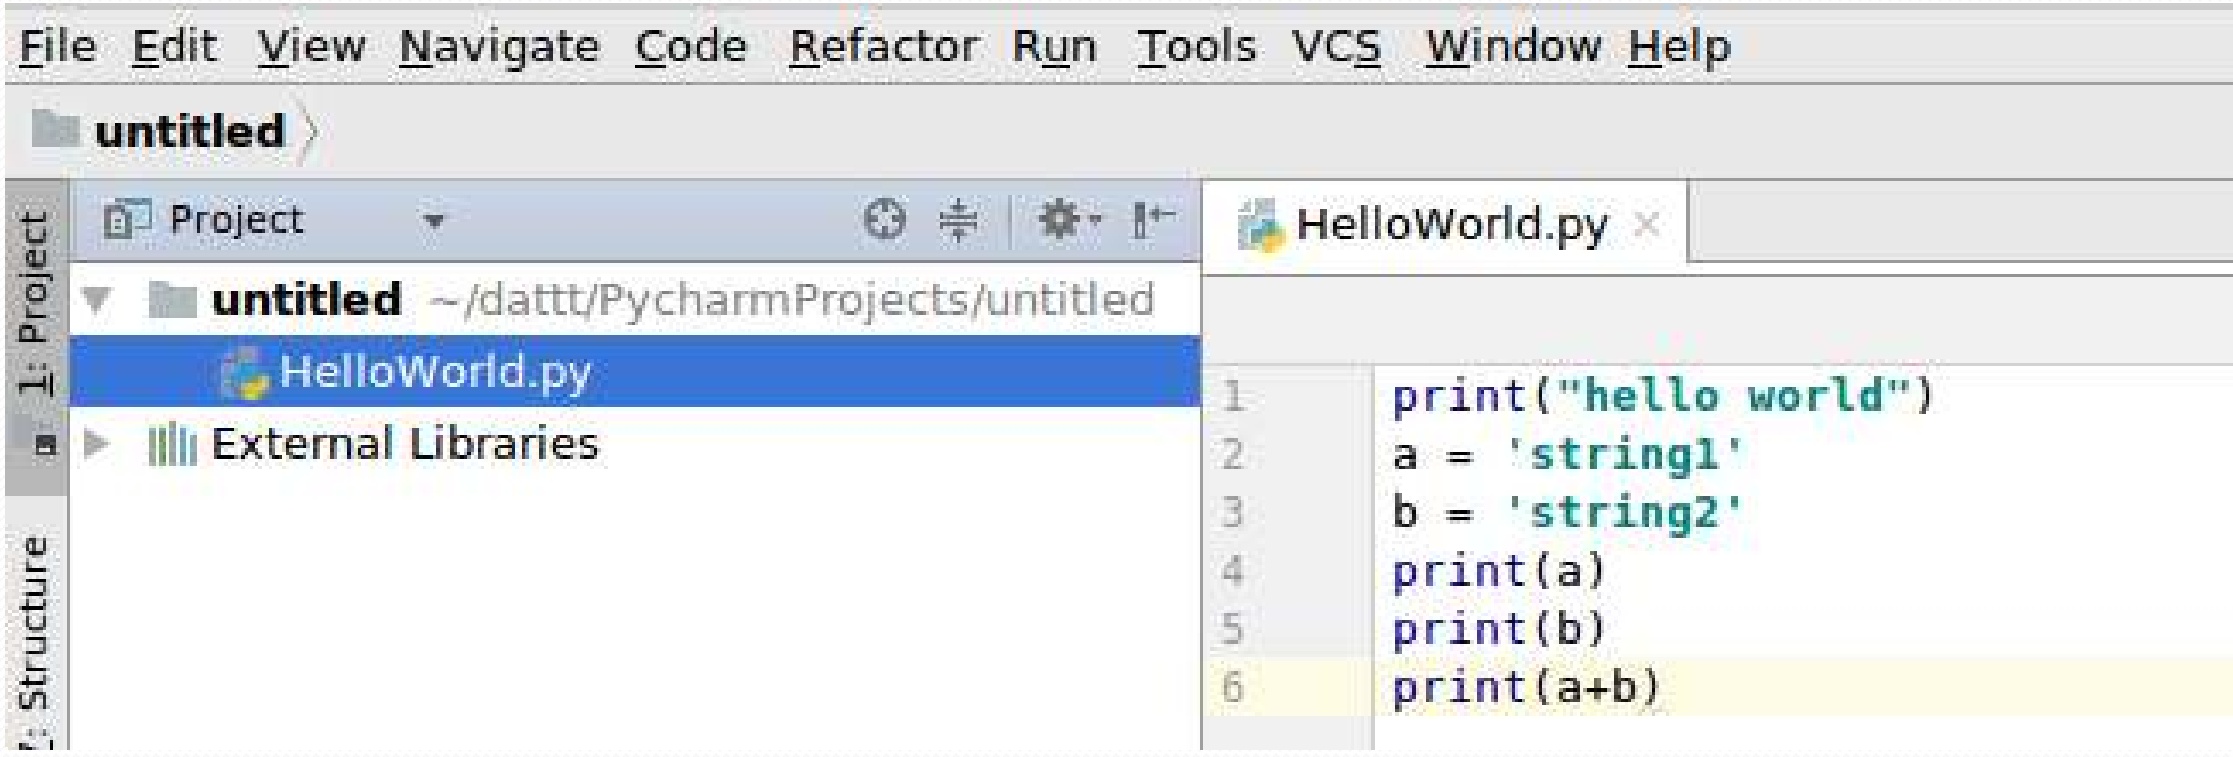 File Edit View Navigate Code Refactor Run Tools VCS Window Help
untitled
1: Project
Project
untitled ~/dattt/PycharmProjects/untitled
HelloWorld.py
External Libraries
Structure
HelloWorld.py
1 print("hello world")
2 a = 'string1'
3 b = 'string2'
4 print(a)
5 print(b)
6 print(a+b)